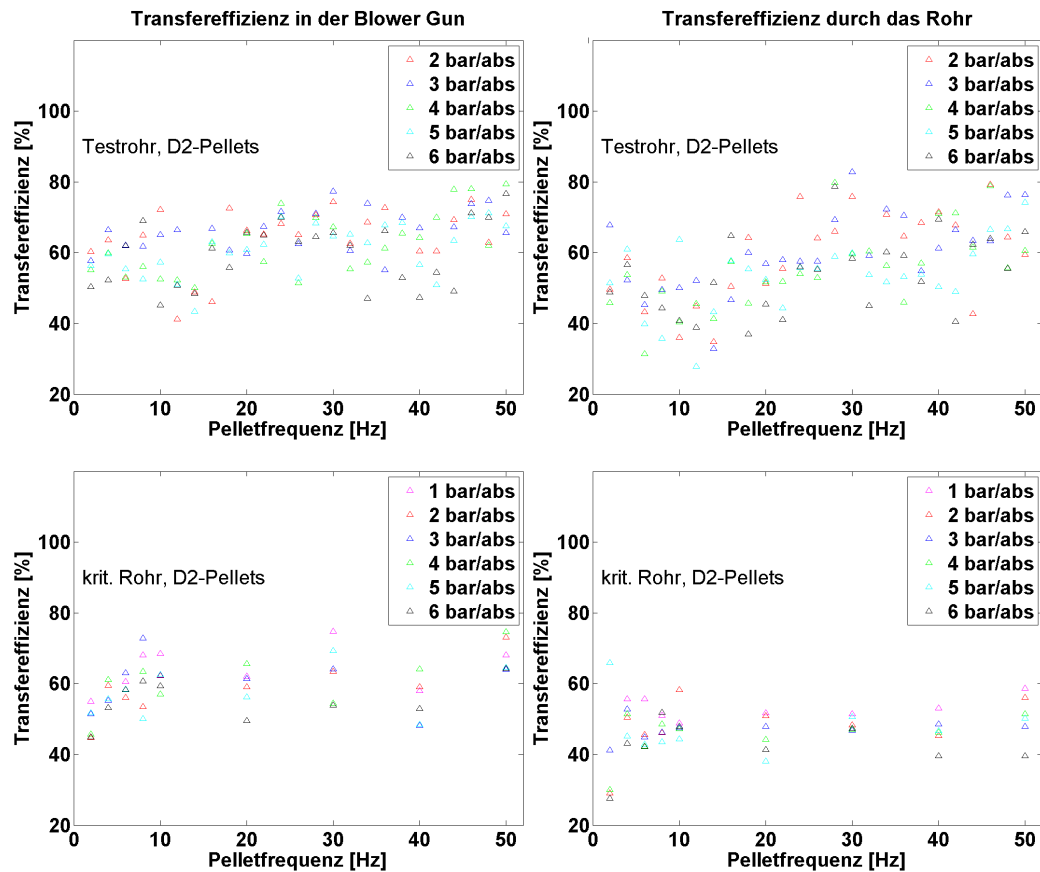 Transfereffizienz in der Blower Gun
Transfereffizienz [%]
100
80
60
40
20
0
10
20
30
40
50
Pelletfrequenz [Hz]
Testrohr, D2-Pellets
2 bar/abs
3 bar/abs
4 bar/abs
5 bar/abs
6 bar/abs
Transfereffizienz durch das Rohr
Transfereffizienz [%]
100
80
60
40
20
0
10
20
30
40
50
Pelletfrequenz [Hz]
Testrohr, D2-Pellets
2 bar/abs
3 bar/abs
4 bar/abs
5 bar/abs
6 bar/abs
Transfereffizienz [%]
100
80
60
40
20
0
10
20
30
40
50
Pelletfrequenz [Hz]
krit. Rohr, D2-Pellets
1 bar/abs
2 bar/abs
3 bar/abs
4 bar/abs
5 bar/abs
6 bar/abs
Transfereffizienz [%]
100
80
60
40
20
0
10
20
30
40
50
Pelletfrequenz [Hz]
krit. Rohr, D2-Pellets
1 bar/abs
2 bar/abs
3 bar/abs
4 bar/abs
5 bar/abs
6 bar/abs